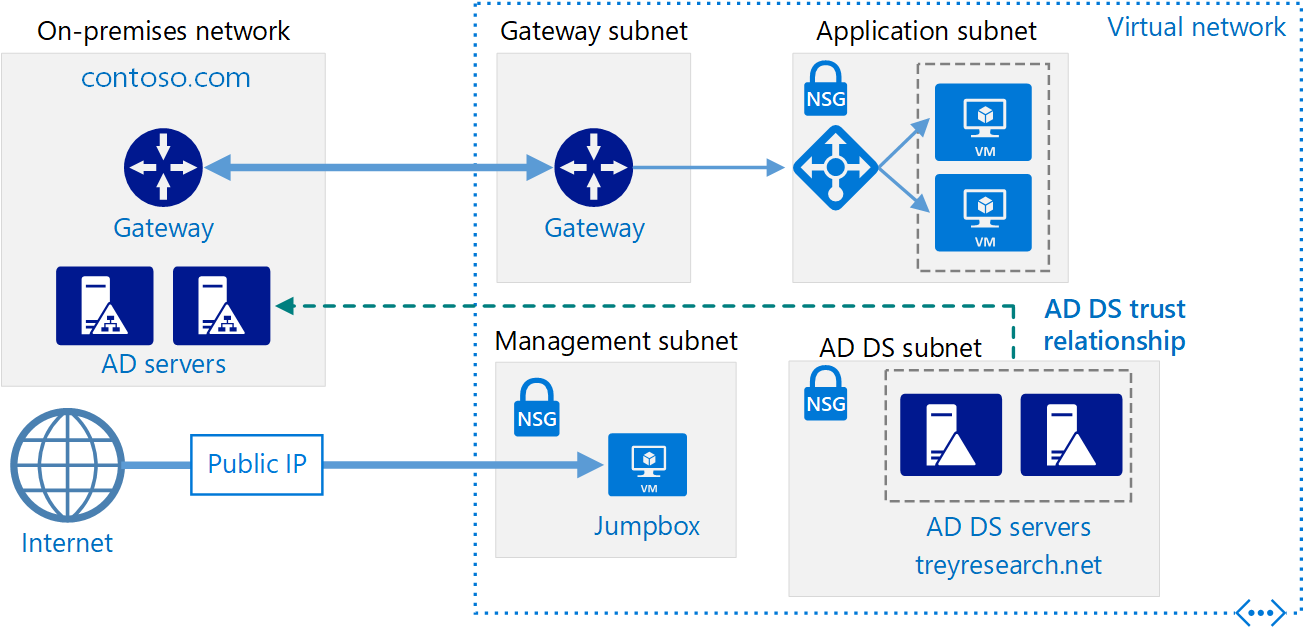 On-premises network
contoso.com
Gateway
AD servers
Internet
Public IP
Virtual network
Gateway subnet
Gateway
Application subnet
NSG
VM
VM
AD DS trust
relationship
Management subnet
NSG
VM
Jumpbox
AD DS subnet
NSG
AD DS servers
treyresearch.net